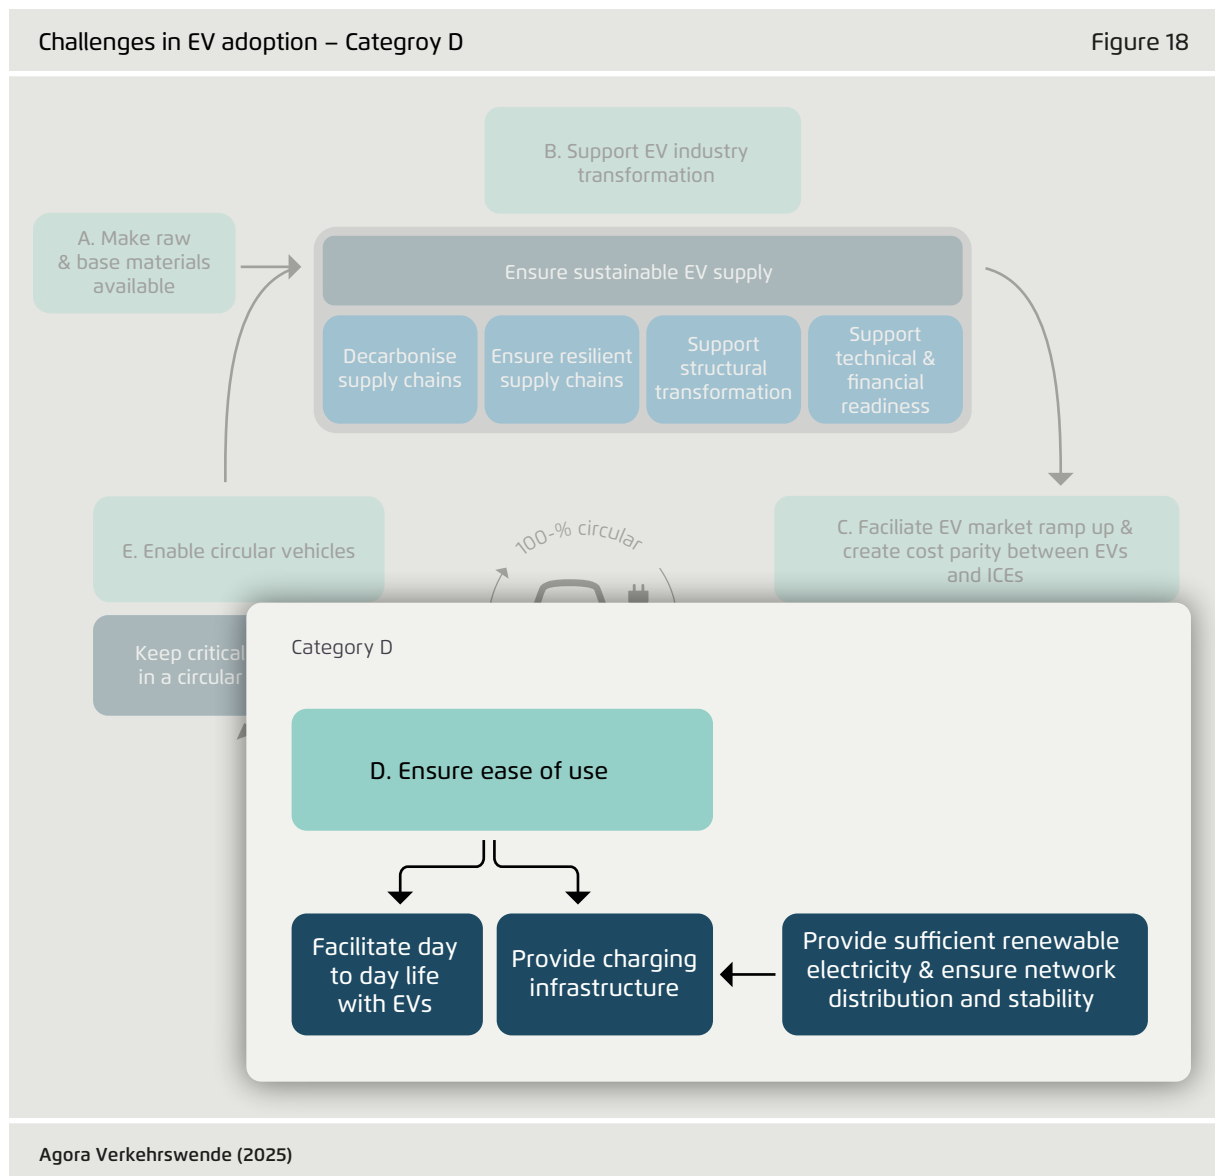 Challenges in EV adoption – Categroy D
Figure 18
B. Support EV industry
transformation
A. Make raw
& base materials
available
Ensure sustainable EV supply
Decarbonise
supply chains
Ensure resilient
supply chains
Support
structural
transformation
Support
technical &
financial
readiness
E. Enable circular vehicles
100-% circular
C. Faciliate EV market ramp up &
create cost parity between EVs
and ICEs
Keep critical
in a circular
Category D
D. Ensure ease of use
Facilitate day
to day life
with EVs
Provide charging
infrastructure
Provide sufficient renewable
electricity & ensure network
distribution and stability
Agora Verkehrswende (2025)